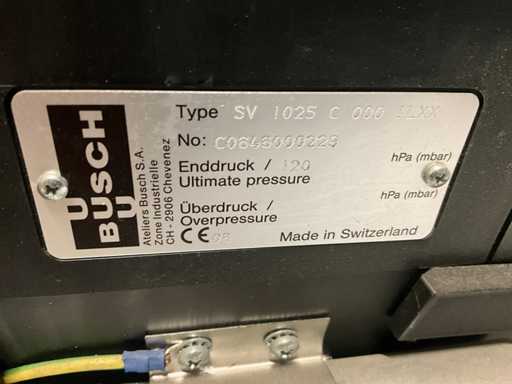 Type SV 1025 C 000
No:
Enddruck / 120 hPa (mbar)
Ultimate pressure
hPa (mbar)
Überdruck /
Overpressure
CE Made in Switzerland
BUSCH
Ateliers Busch S.A.
Zone Industrielle
CH - 2906 Chevenez